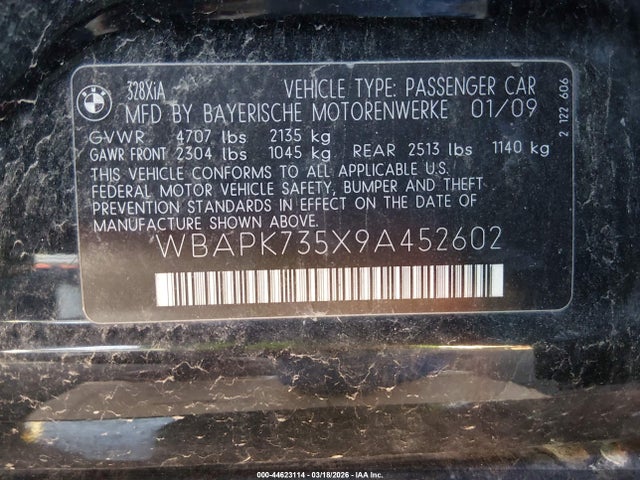 BMW
328XiA
VEHICLE TYPE: PASSENGER CAR
MFD BY BAYERISCHE MOTORENWERKE 01/09
GVWR 4707 lbs 2135 kg
GAWR FRONT 2304 lbs 1045 kg REAR 2513 lbs 1140 kg
THIS VEHICLE CONFORMS TO ALL APPLICABLE U.S.
FEDERAL MOTOR VEHICLE SAFETY, BUMPER AND THEFT
PREVENTION STANDARDS IN EFFECT ON THE DATE OF
MANUFACTURE SHOWN ABOVE.
WBAPK735X9A452602
2 122 606
000-44623114 | 03/18/2026 - IAA, Inc.